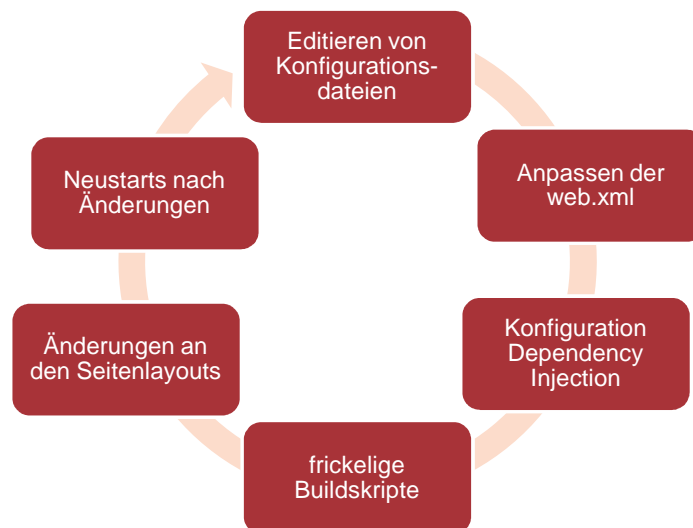 Editieren von
Konfigurations-
dateien
Anpassen der
web.xml
Konfiguration
Dependency
Injection
frickelige
Buildskripte
Änderungen an
den Seitenlayouts
Neustarts nach
Änderungen